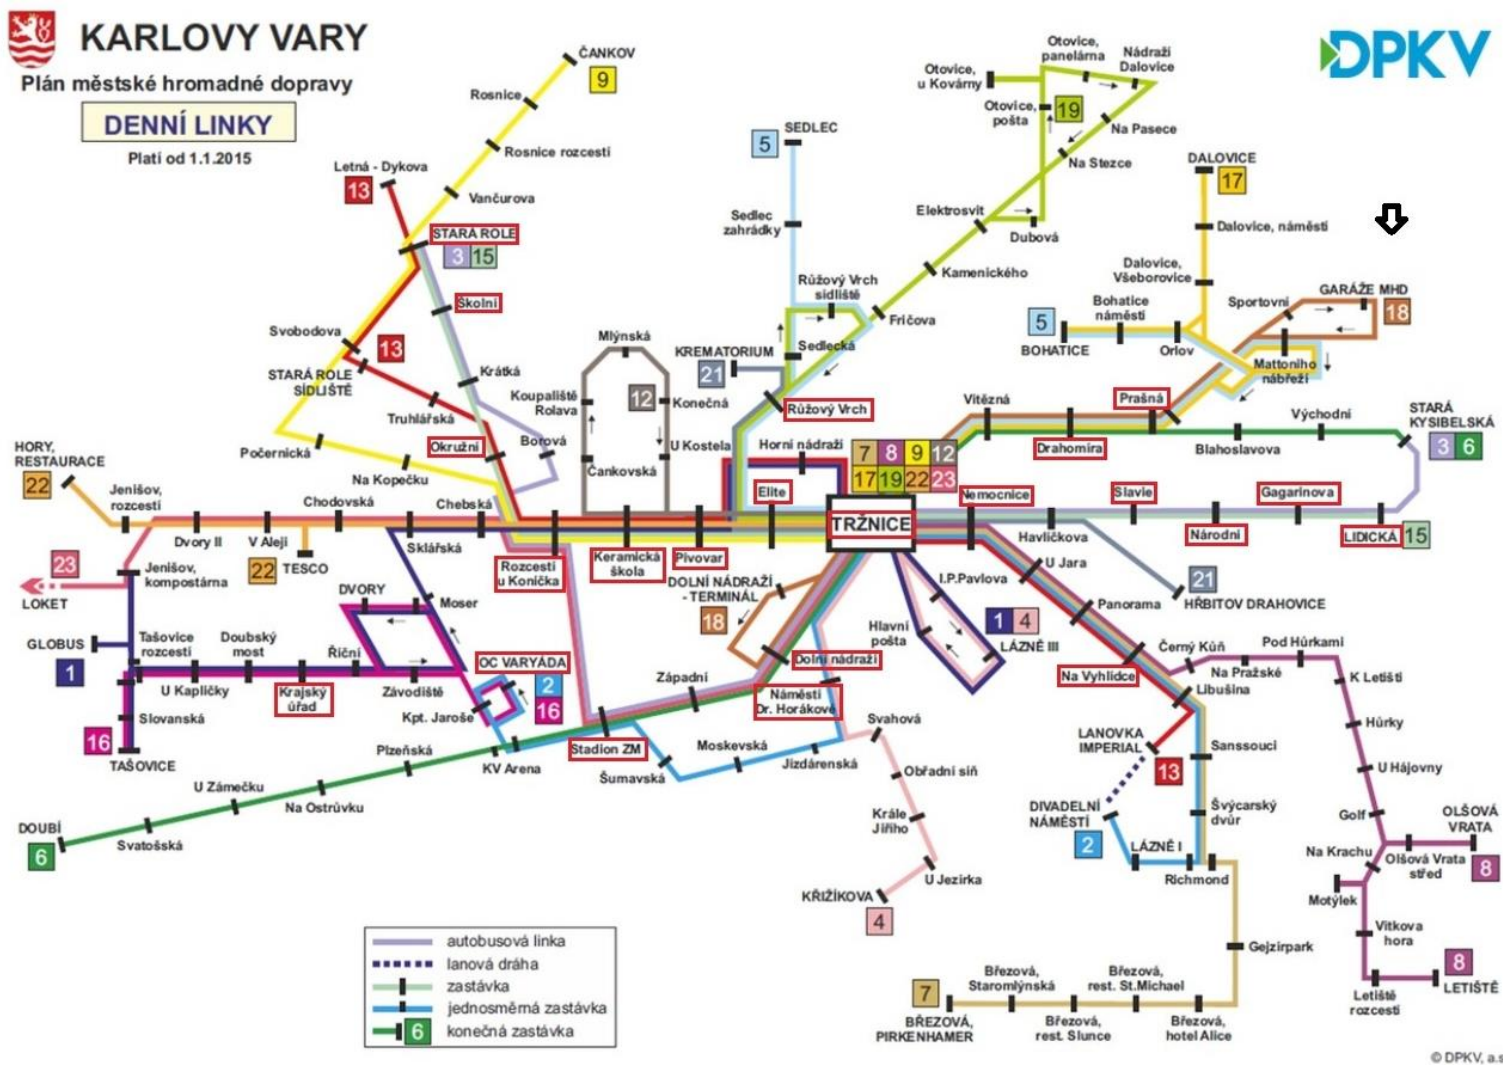 KARLOVY VARY
Plán městské hromadné dopravy
DENNÍ LINKY
Platí od 1.1.2015
DPKV
ČANKOV
9
Rosnice
Rosnice rozcestí
Vančurova
Letná - Dykova
13
STARÁ ROLE
3 15
Školní
Svobodova
13
STARÁ ROLE
SÍDLIŠTĚ
Krátká
Truhlářská
Okružní
Borová
Počernická
Na Kopečku
Chebská
Koupaliště
Rolava
Mlýnská
12
Konečná
U Kostela
Čankovská
KREMATORIUM
21
SEDLEC
5
Sedlec
zahrádky
Růžový Vrch
sídliště
Sedlecká
Růžový Vrch
Horní nádraží
Fričova
Kamenického
Elektrosvit
Dubová
Otovice,
u Kovárny
Otovice,
panelárna
Nádraží
Dalovice
Otovice,
pošta
19
Na Pasece
Na Stezce
DALOVICE
17
Dalovice, náměstí
Dalovice,
Všeborovice
Bohatice
náměstí
5
BOHATICE
Orlov
Sportovní
GARÁŽE MHD
18
Mattoniho
nábřeží
Vítězná
Prašná
Drahomíra
Blahoslavova
Východní
STARÁ
KYSIBELSKÁ
3 6
HORY,
RESTAURACE
22
Jenišov,
rozcestí
Dvory II
V Aleji
Chodovská
22
TESCO
Sklářská
Rozcestí
u Koníčka
Keramická
škola
Pivovar
Elite
7 8 9 12
17 19 22 23
TRŽNICE
Nemocnice
Havlíčkova
Slavie
Národní
Gagarinova
LIDICKÁ
15
23
LOKET
Jenišov,
kompostárna
GLOBUS
1
Tašovice
rozcestí
Doubský
most
Říční
U Kapličky
Krajský
úřad
Závodiště
DVORY
Moser
Slovanská
16
TAŠOVICE
OC VARYÁDA
2
16
Kpt. Jaroše
KV Arena
Stadion ZM
Západní
DOLNÍ NÁDRAŽÍ
- TERMINÁL
18
Dolní nádraží
Náměstí
Dr. Horákové
I.P.Pavlova
Hlavní
pošta
1 4
LÁZNĚ III
U Jara
Panorama
21
HŘBITOV DRAHOVICE
Na Vyhlídce
Černý Kůň
Libušina
Na Pražské
Pod Hůrkami
K Letišti
Hůrky
U Hájovny
Golf
OLŠOVÁ
VRATA
8
Olšová Vrata
střed
Na Krachu
Motýlek
Vítkova
hora
Letiště
rozcestí
8
LETIŠTĚ
LANOVKA
IMPERIAL
13
Sanssouci
DIVADELNÍ
NÁMĚSTÍ
2
LÁZNĚ I
Švýcarský
dvůr
Richmond
Gejzírpark
Březová,
hotel Alice
Březová,
rest. St.Michael
Březová,
rest. Slunce
Březová,
Staromlýnská
7
BŘEZOVÁ,
PIRKENHAMER
Šumavská
Moskevská
Jízdárenská
Svahová
Obřadní síň
Krále
Jiřího
U Jezírka
KŘIŽÍKOVA
4
Plzeňská
U Zámečku
Na Ostrůvku
Svatošská
DOUBÍ
6
autobusová linka
lanová dráha
zastávka
jednosměrná zastávka
6 konečná zastávka